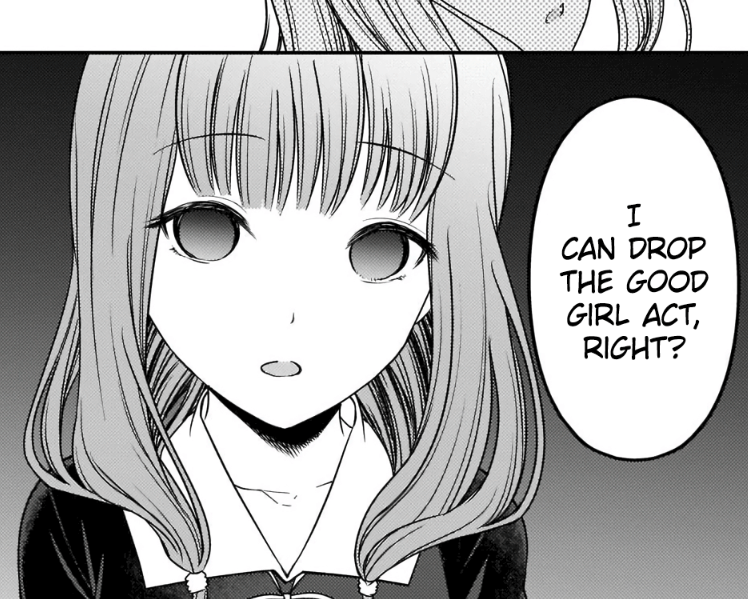 I
CAN DROP
THE GOOD
GIRL ACT,
RIGHT?